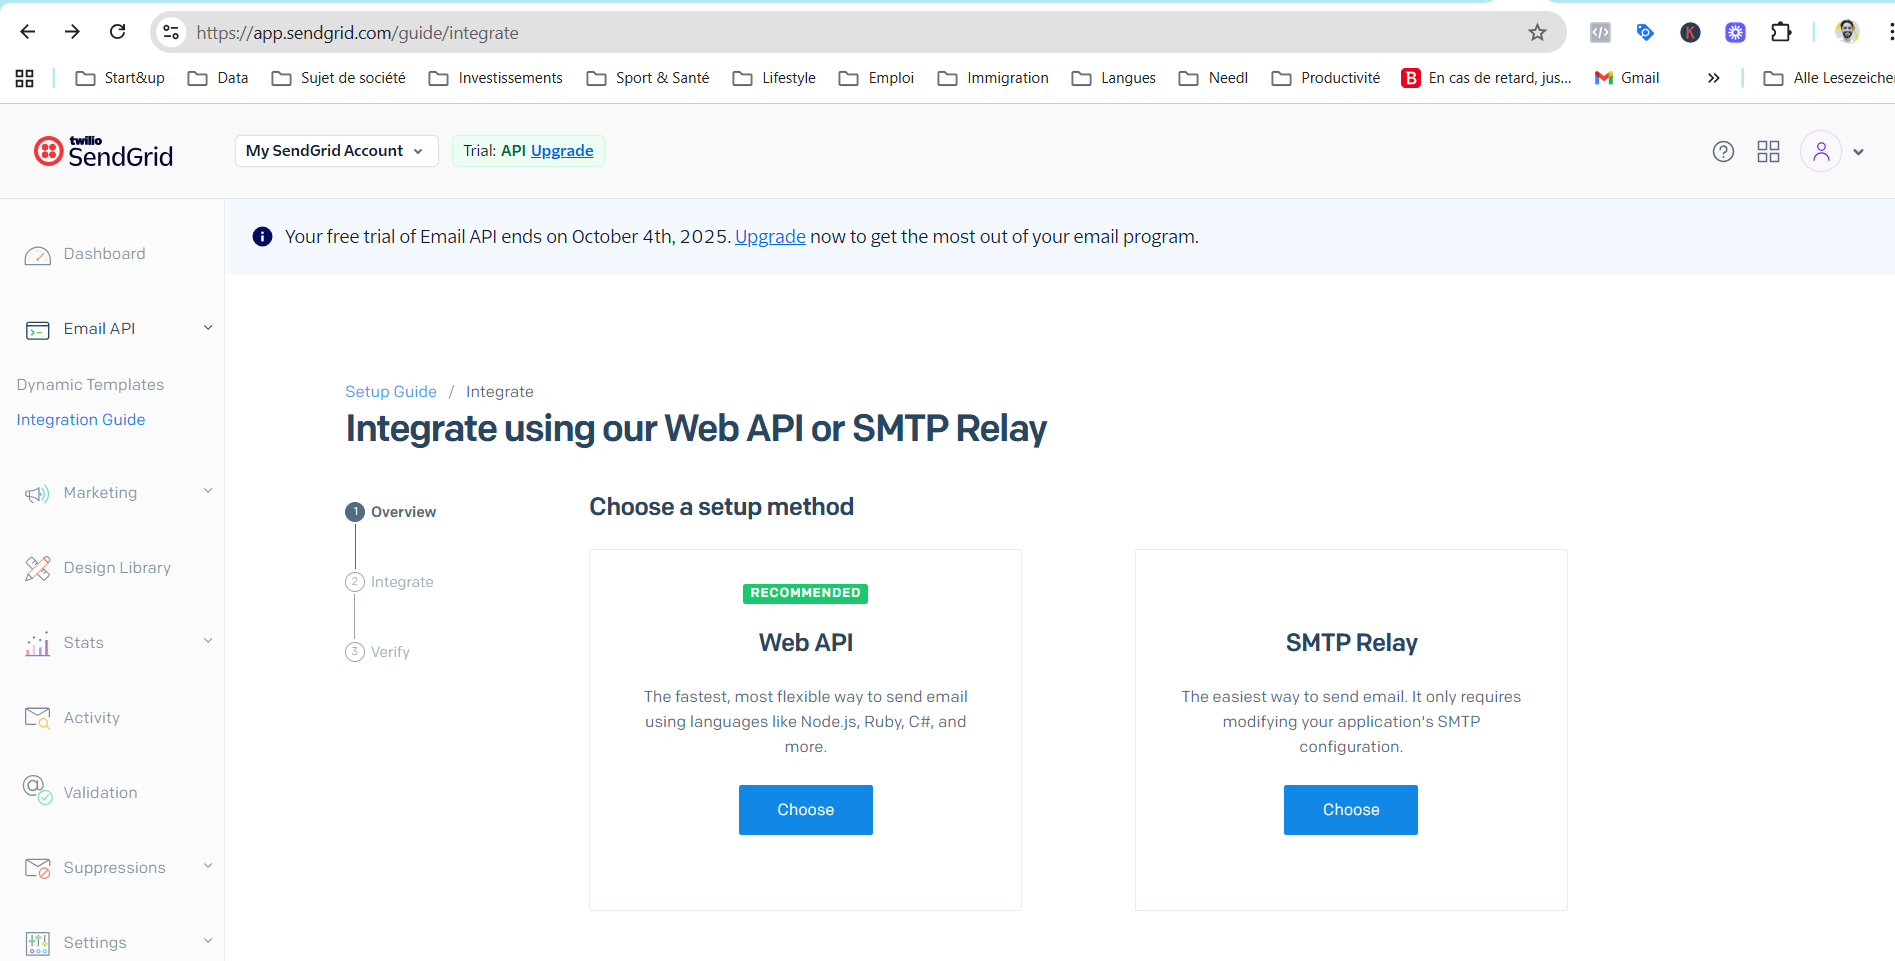 https://app.sendgrid.com/guide/integrate
Start&up
Data
Sujet de société
Investissements
Sport & Santé
Lifestyle
Emploi
Immigration
Langues
Needl
Productivité
B
En cas de retard, jus...
Gmail
Alle Lesezeichen
twilio
SendGrid
My SendGrid Account
Trial: API Upgrade
Your free trial of Email API ends on October 4th, 2025. Upgrade now to get the most out of your email program.
Dashboard
Email API
Dynamic Templates
Integration Guide
Marketing
Design Library
Stats
Activity
Validation
Suppressions
Settings
Setup Guide / Integrate
Integrate using our Web API or SMTP Relay
1 Overview
2 Integrate
3 Verify
Choose a setup method
RECOMMENDED
Web API
The fastest, most flexible way to send email
using languages like Node.js, Ruby, C#, and
more.
Choose
SMTP Relay
The easiest way to send email. It only requires
modifying your application's SMTP
configuration.
Choose